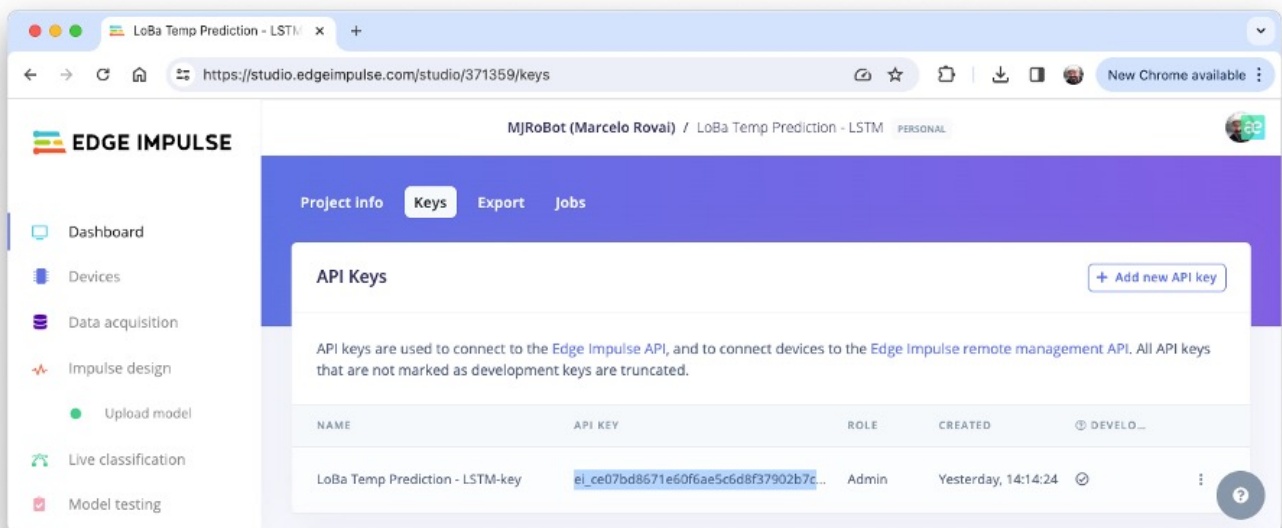 LoBa Temp Prediction - LSTM
https://studio.edgeimpulse.com/studio/371359/keys
New Chrome available
EDGE IMPULSE
MJRoBot (Marcelo Rovai) / LoBa Temp Prediction - LSTM PERSONAL
Project info Keys Export Jobs
Dashboard
Devices
Data acquisition
Impulse design
Upload model
Live classification
Model testing
API Keys
+ Add new API key
API keys are used to connect to the Edge Impulse API, and to connect devices to the Edge Impulse remote management API. All API keys
that are not marked as development keys are truncated.
NAME API KEY ROLE CREATED DEVELO...
LoBa Temp Prediction - LSTM-key ei_ce07bd8671e60f6ae5c6d8f37902b7c... Admin Yesterday, 14:14:24